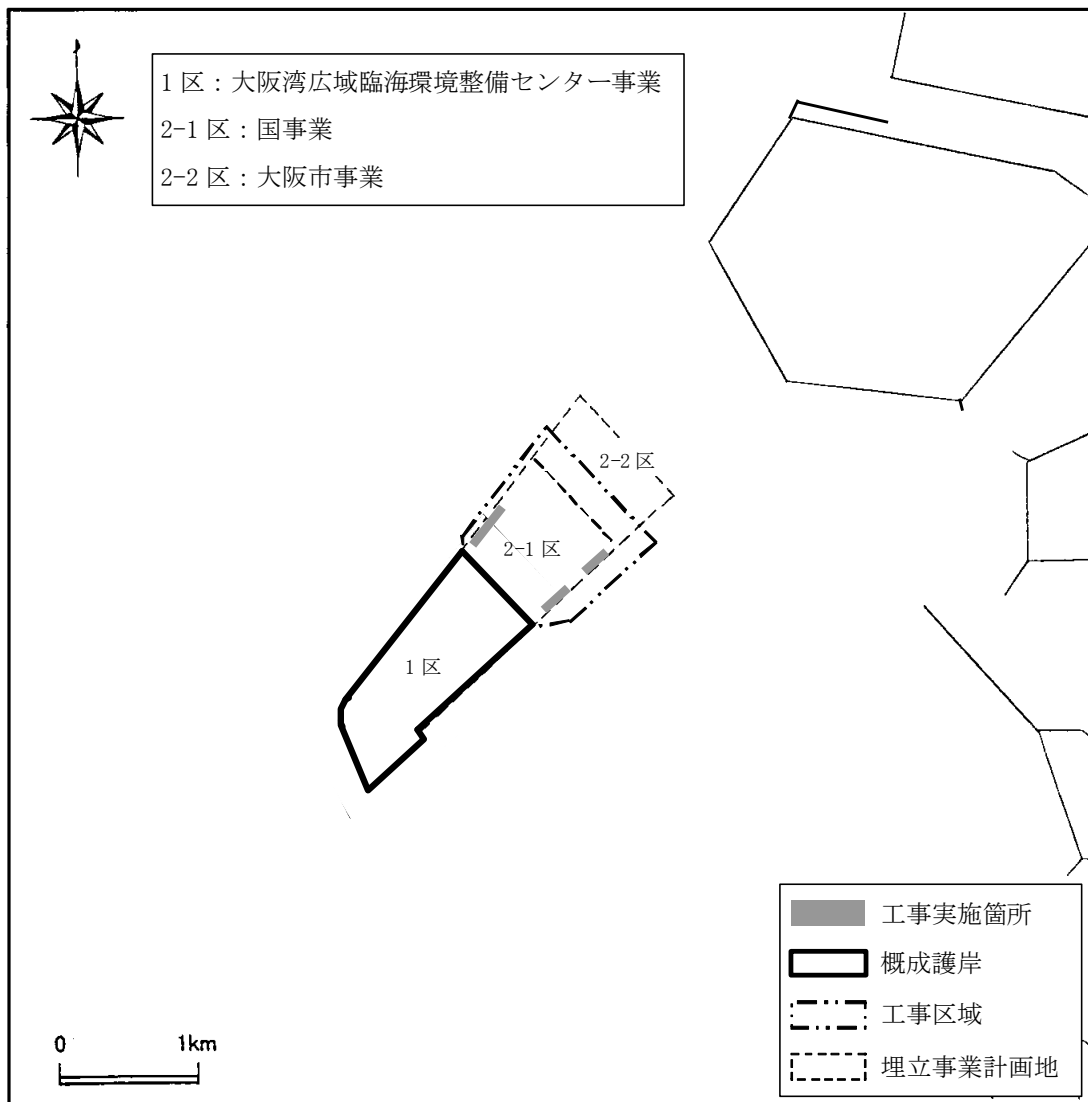 1 区：大阪湾広域臨海環境整備センター事業
2-1 区：国事業
2-2 区：大阪市事業
2-2 区
2-1 区
1 区
工事実施箇所
概成護岸
工事区域
埋立事業計画地
0 1km